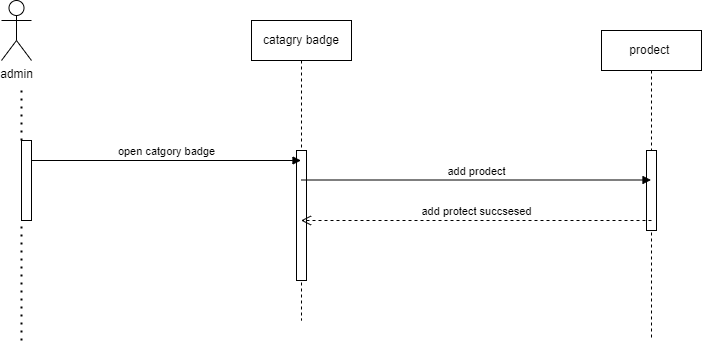 catagry badge
prodect
admin
open catgory badge
add prodect
add protect succsesed